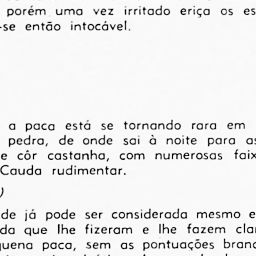 porém uma vez irritado eriça os es
-se então intocável.
a paca está se tornando rara em
pedra, de onde sai à noite para as
e côr castanha, com numerosas faix
Cauda rudimentar.
)
de já pode ser considerada mesmo e
da que lhe fizeram e lhe fazem cla
quena paca, sem as pontuações branc